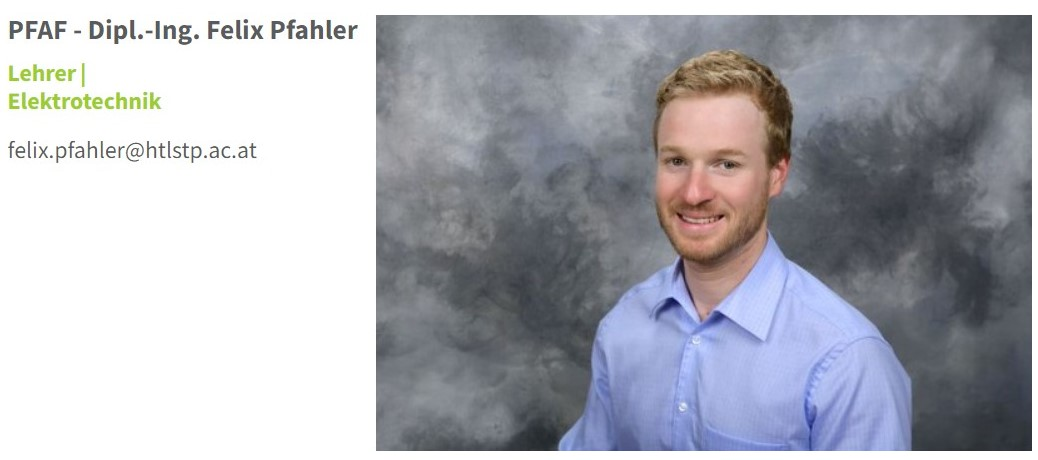 PFAF - Dipl.-Ing. Felix Pfahler
Lehrer |
Elektrotechnik
felix.pfahler@htlstp.ac.at